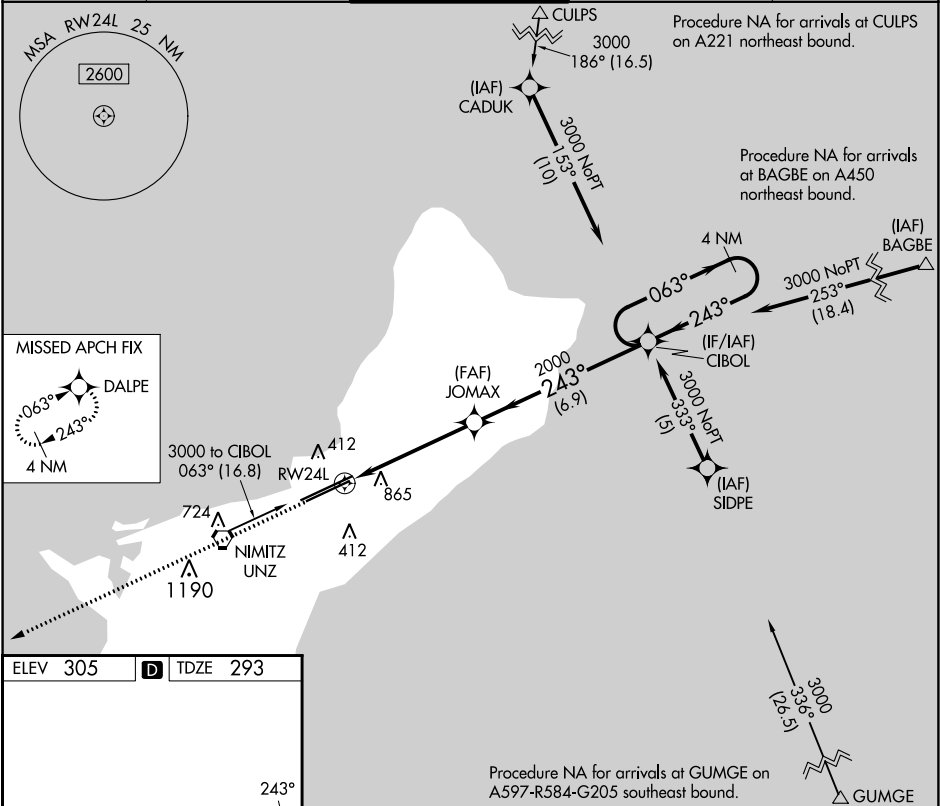 MSA RW24L 25 NM
2600
CULPS
3000
186° (16.5)
(IAF)
CADUK
3000 NoPT
153°
(10)
Procedure NA for arrivals at CULPS
on A221 northeast bound.
Procedure NA for arrivals
at BAGBE on A450
northeast bound.
(IAF)
BAGBE
3000 NoPT
253°
(18.4)
4 NM
063°
243°
(IF/IAF)
CIBOL
2000
243°
(6.9)
(FAF)
JOMAX
3000 NoPT
333°
(5)
(IAF)
SIDPE
MISSED APCH FIX
DALPE
063°
243°
4 NM
3000 to CIBOL
063° (16.8)
412
RW24L
865
724
NIMITZ
UNZ
412
1190
ELEV 305 D TDZE 293
243°
3000
336°
(26.5)
GUMGE
Procedure NA for arrivals at GUMGE on
A597-R584-G205 southeast bound.